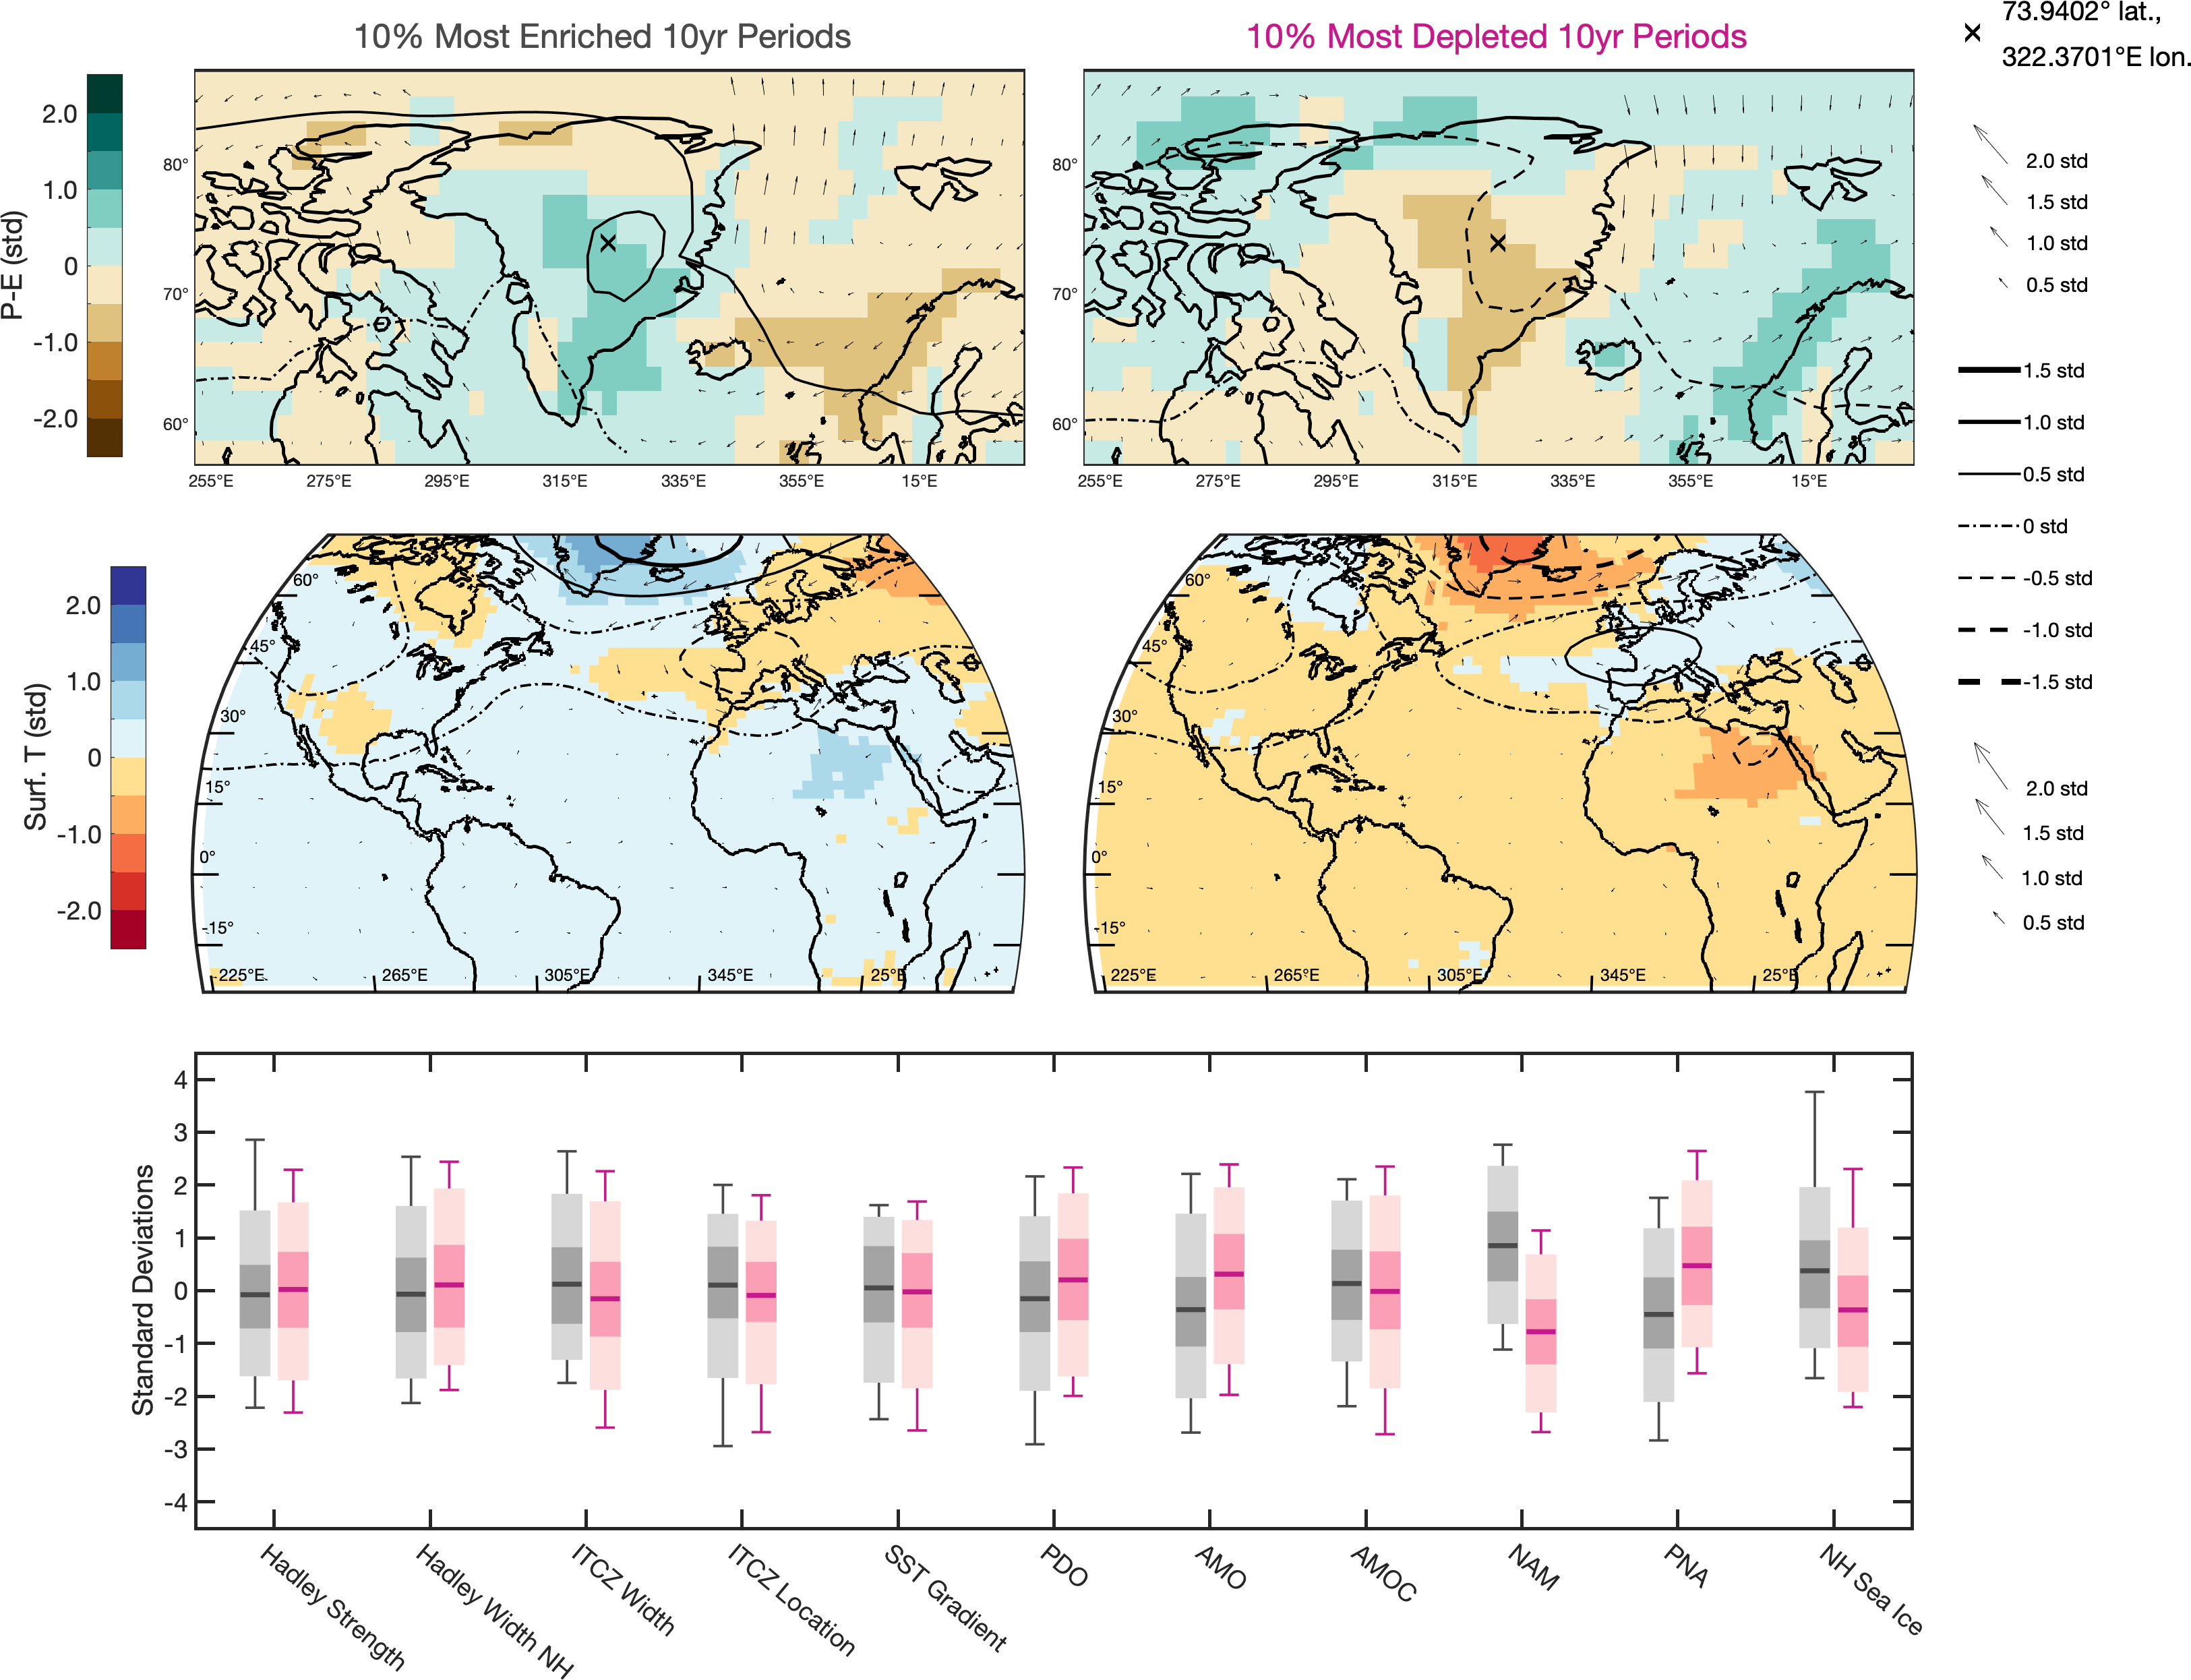 10% Most Enriched 10yr Periods
10% Most Depleted 10yr Periods
73.9402° lat.,
322.3701°E lon.
P-E (std)
2.0
1.0
0
-1.0
-2.0
80°
70°
60°
255°E 275°E 295°E 315°E 335°E 355°E 15°E
80°
70°
60°
255°E 275°E 295°E 315°E 335°E 355°E 15°E
2.0 std
1.5 std
1.0 std
0.5 std
1.5 std
1.0 std
0.5 std
0 std
-0.5 std
-1.0 std
-1.5 std
Surf. T (std)
2.0
1.0
0
-1.0
-2.0
60°
45°
30°
15°
0°
-15°
225°E 265°E 305°E 345°E 25°E
60°
45°
30°
15°
0°
-15°
225°E 265°E 305°E 345°E 25°E
2.0 std
1.5 std
1.0 std
0.5 std
Standard Deviations
4
3
2
1
0
-1
-2
-3
-4
Hadley Strength
Hadley Width NH
ITCZ Width
ITCZ Location
SST Gradient
PDO
AMO
AMOC
NAM
PNA
NH Sea Ice